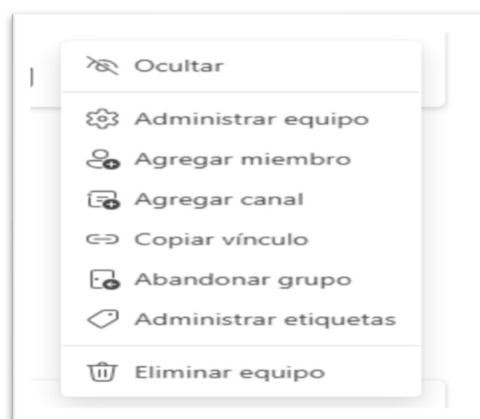 Ocultar
Administrar equipo
Agregar miembro
Agregar canal
Copiar vínculo
Abandonar grupo
Administrar etiquetas
Eliminar equipo